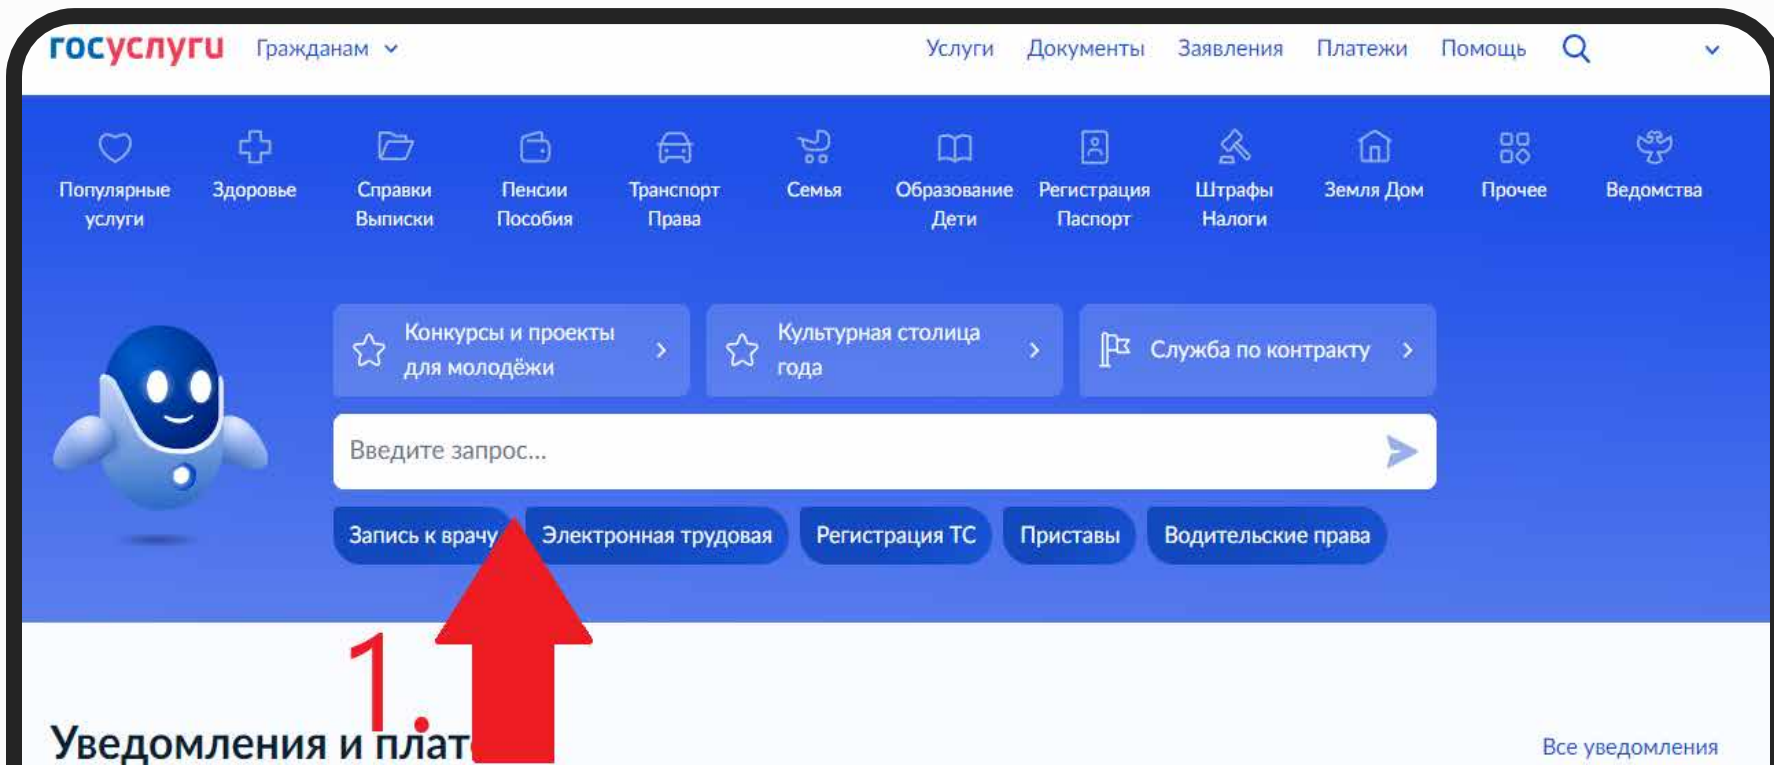 госуслуги Гражданам Услуги Документы Заявления Платежи Помощь
Популярные услуги
Здоровье
Справки Выписки
Пенсии Пособия
Транспорт Права
Семья
Образование Дети
Регистрация Паспорт
Штрафы Налоги
Земля Дом
Прочее
Ведомства
Конкурсы и проекты
для молодёжи
Культурная столица
года
Служба по контракту
Введите запрос...
Запись к врачу Электронная трудовая Регистрация ТС Приставы Водительские права
1.
Уведомления и плат
Все уведомления